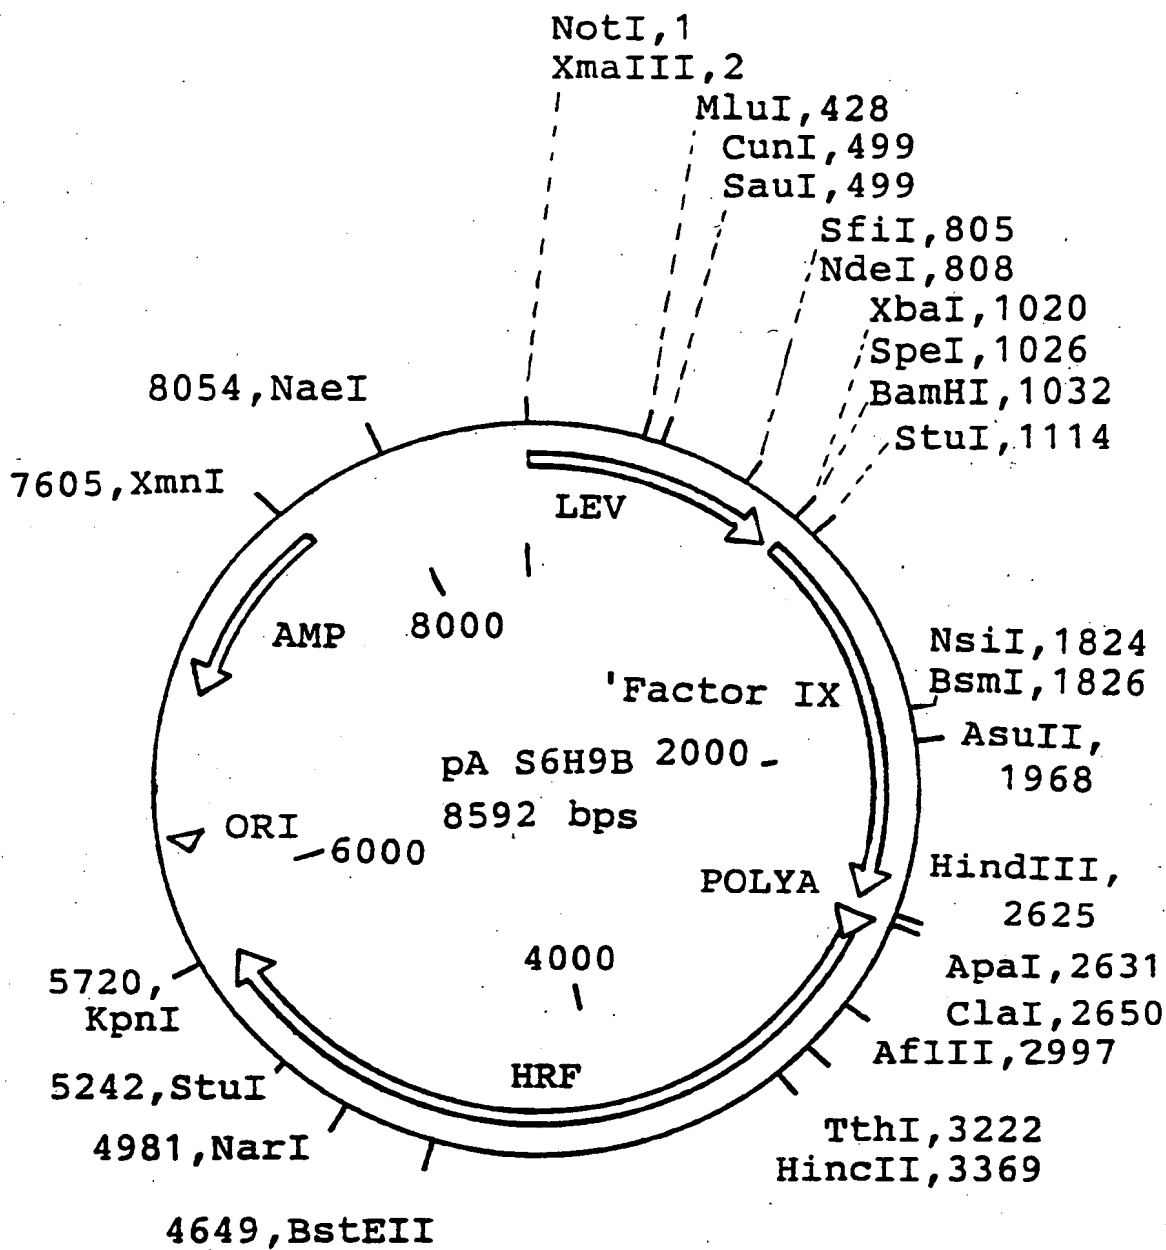 NotI,1
XmaIII,2
MluI,428
CunI,499
SauI,499
SfiI,805
NdeI,808
XbaI,1020
SpeI,1026
BamHI,1032
StuI,1114
8054,NaeI
7605,XmnI
LEV
AMP
8000
NsiI,1824
BsmI,1826
'Factor IX
AsuII,
1968
2000
pA S6H9B
8592 bps
ORI
6000
POLYA
HindIII,
2625
ApaI,2631
ClaI,2650
AflII,2997
4000
5720,
KpnI
HRF
5242,StuI
4981,NarI
TthI,3222
HincII,3369
4649,BstEII